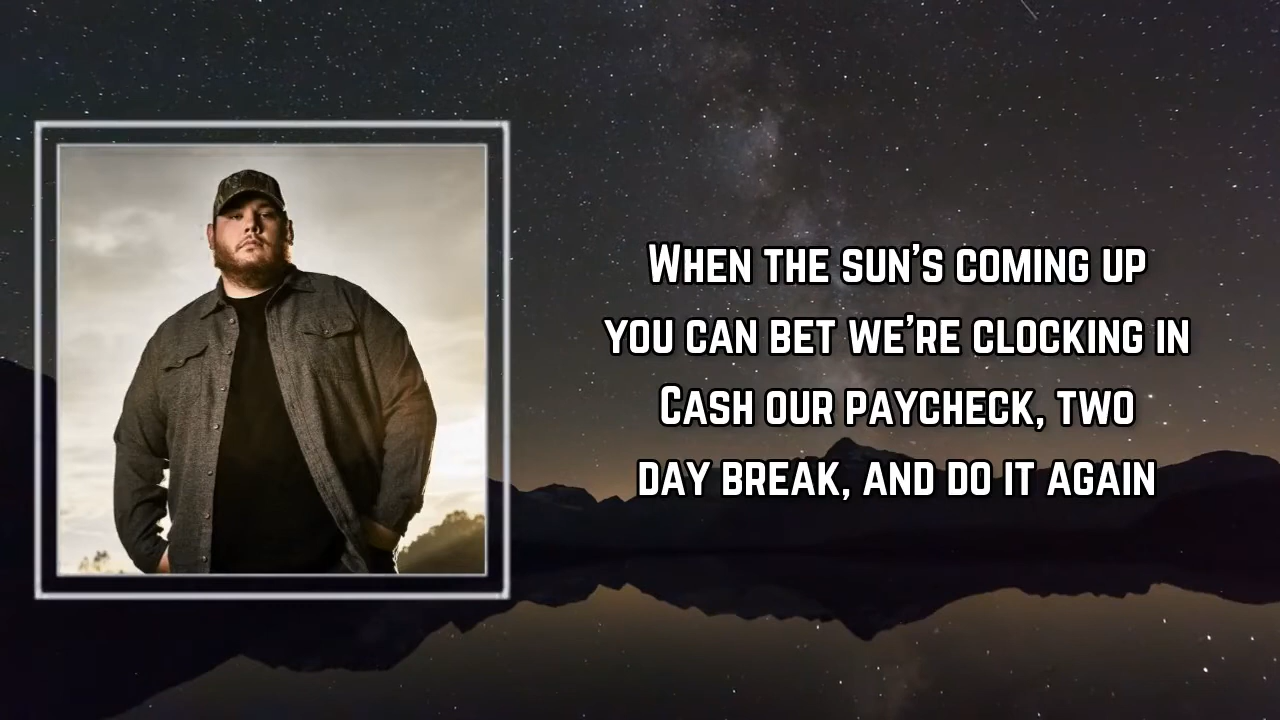 When the sun's coming up
you can bet we're clocking in
Cash our paycheck, two
day break, and do it again